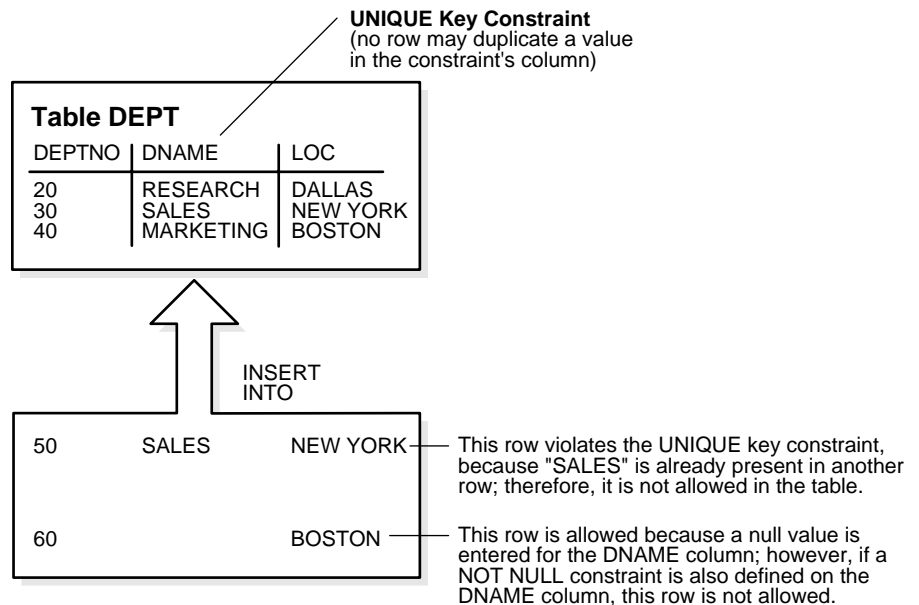 UNIQUE Key Constraint
(no row may duplicate a value
in the constraint's column)
Table DEPT
DEPTNO DNAME LOC
20 RESEARCH DALLAS
30 SALES NEW YORK
40 MARKETING BOSTON
INSERT
INTO
50 SALES NEW YORK
This row violates the UNIQUE key constraint,
because "SALES" is already present in another
row; therefore, it is not allowed in the table.
60 BOSTON
This row is allowed because a null value is
entered for the DNAME column; however, if a
NOT NULL constraint is also defined on the
DNAME column, this row is not allowed.